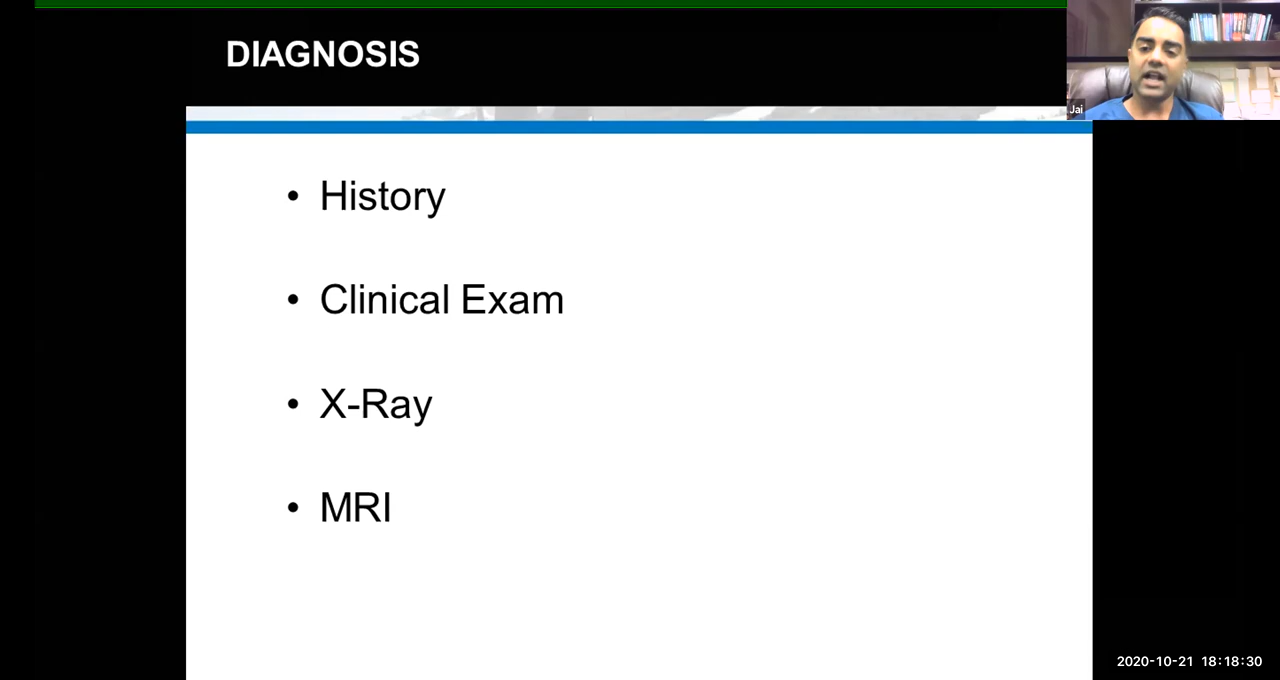 DIAGNOSIS
Jai
• History
• Clinical Exam
• X-Ray
• MRI
2020-10-21 18:18:30